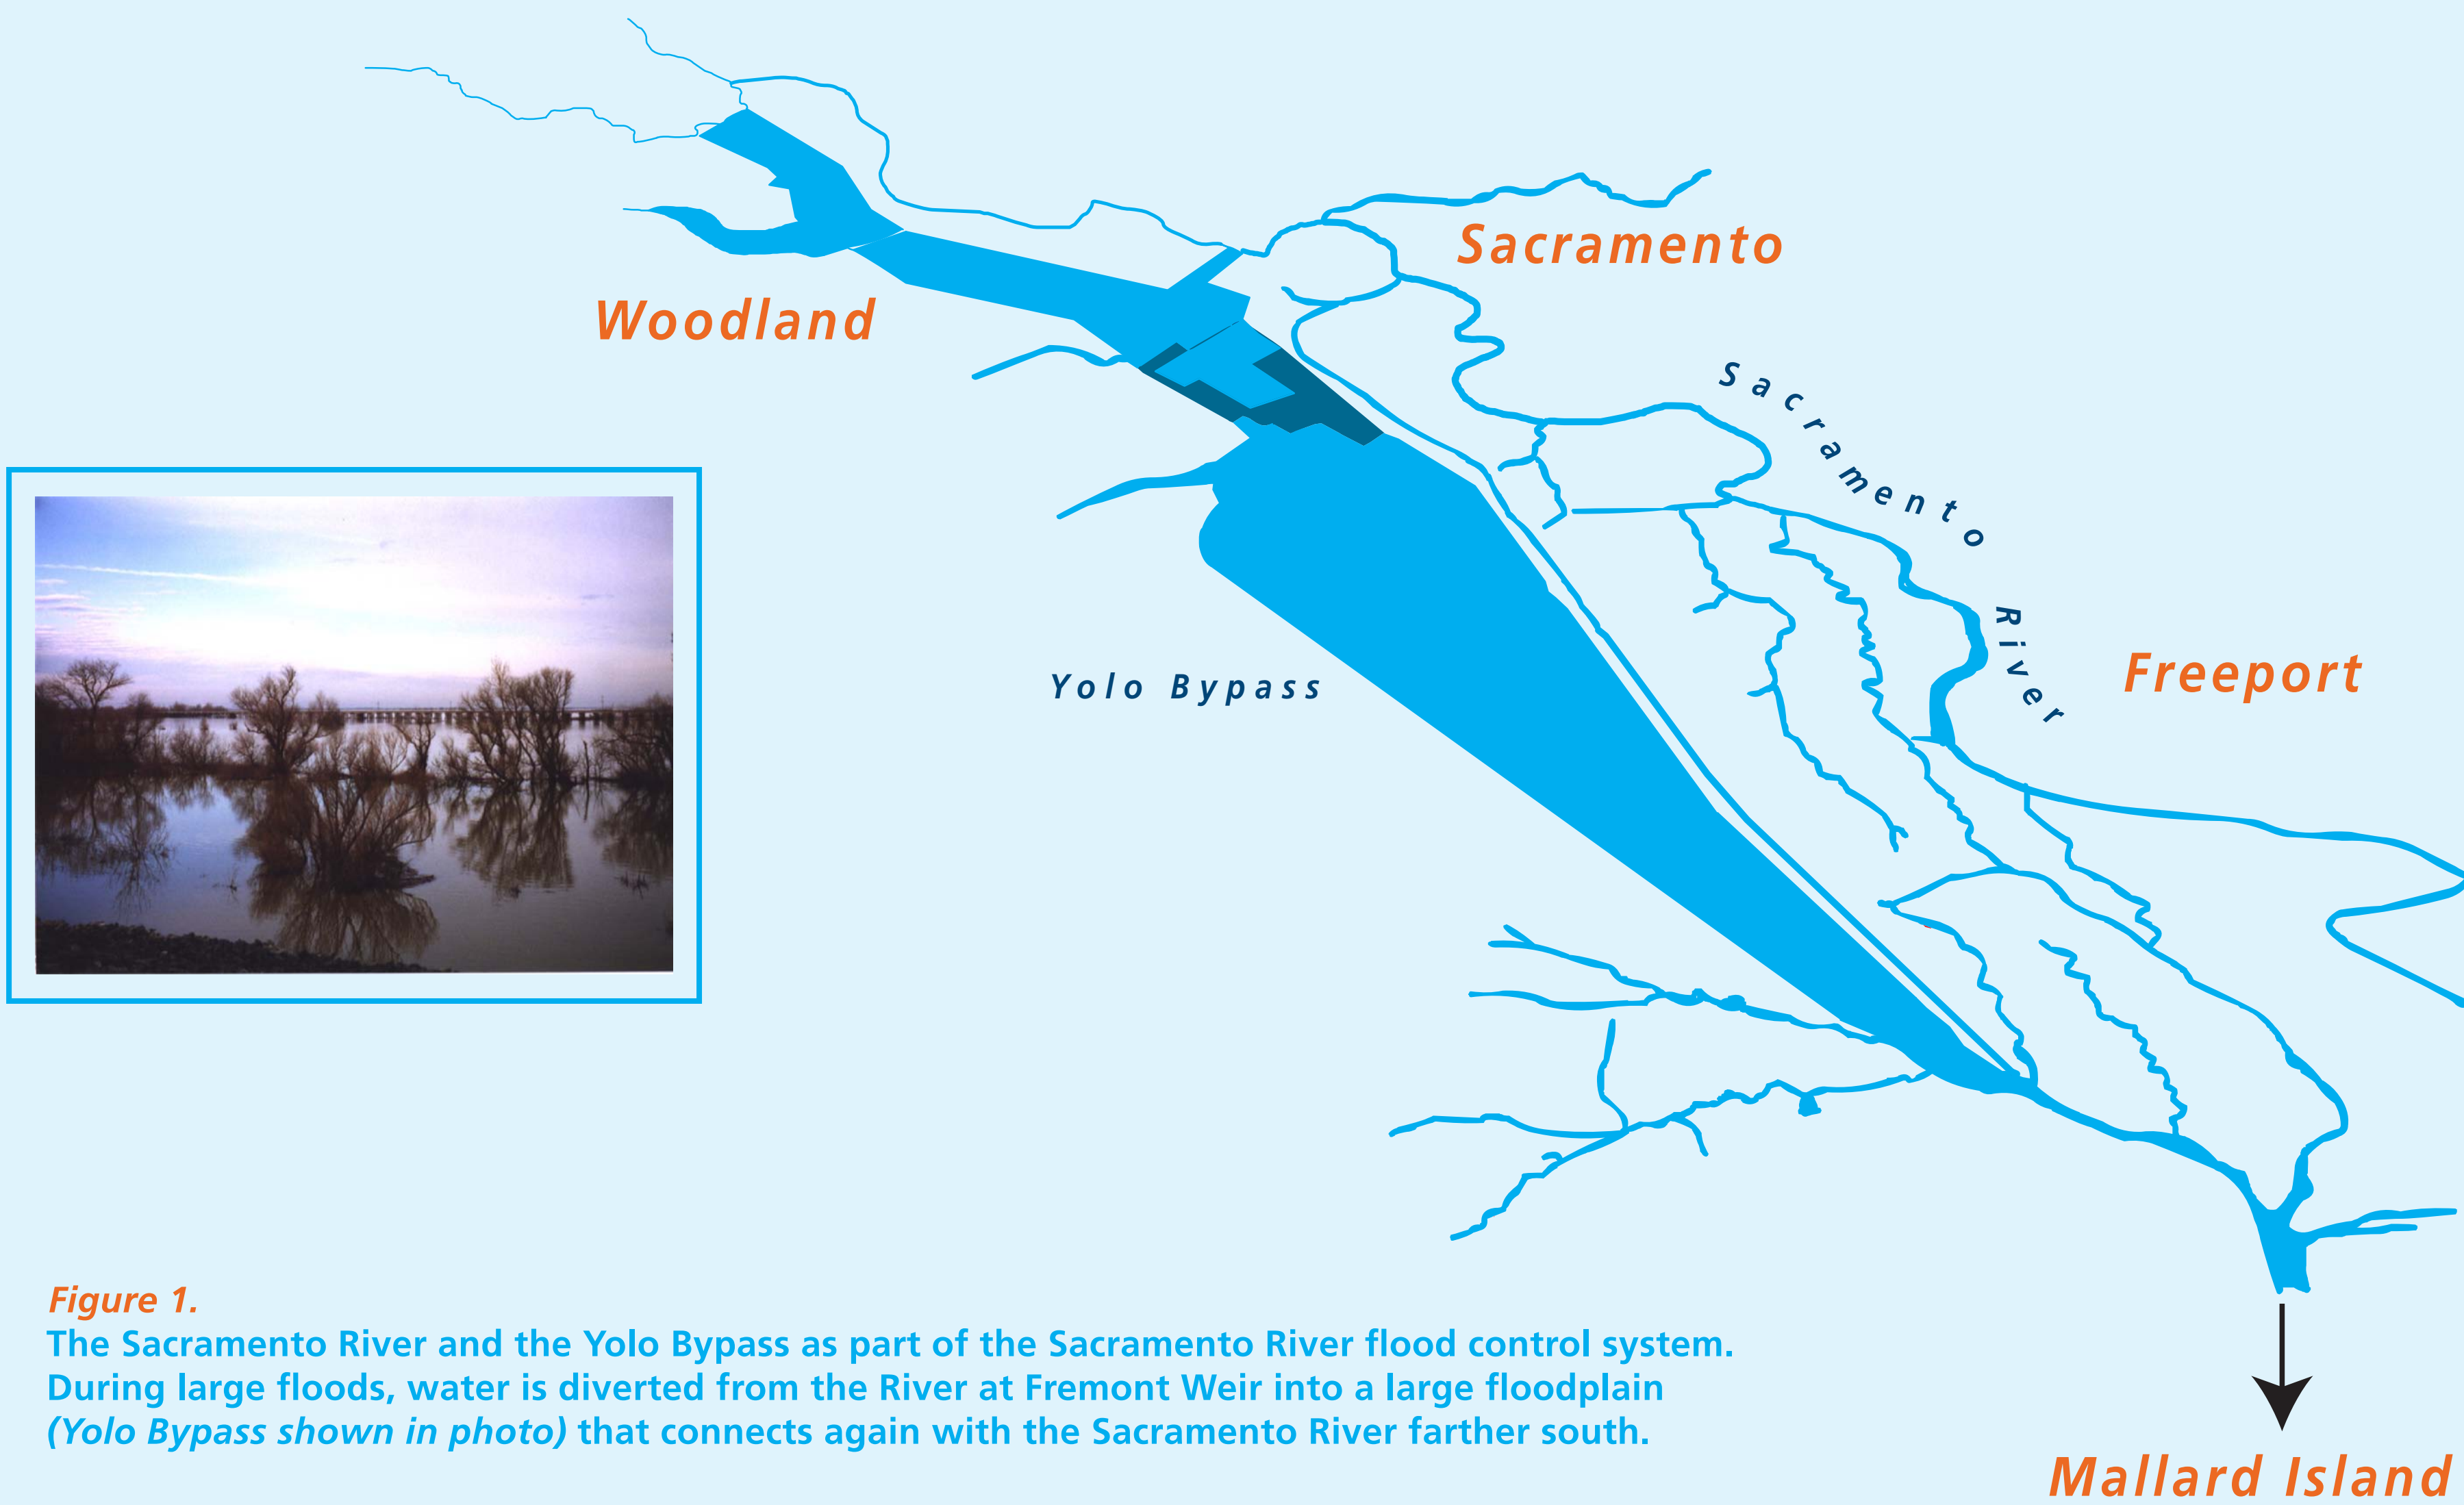 Sacramento
Woodland
Sacramento River
Freeport
Yolo Bypass
Figure 1.
The Sacramento River and the Yolo Bypass as part of the Sacramento River flood control system.
During large floods, water is diverted from the River at Fremont Weir into a large floodplain
(Yolo Bypass shown in photo) that connects again with the Sacramento River farther south.
Mallard Island